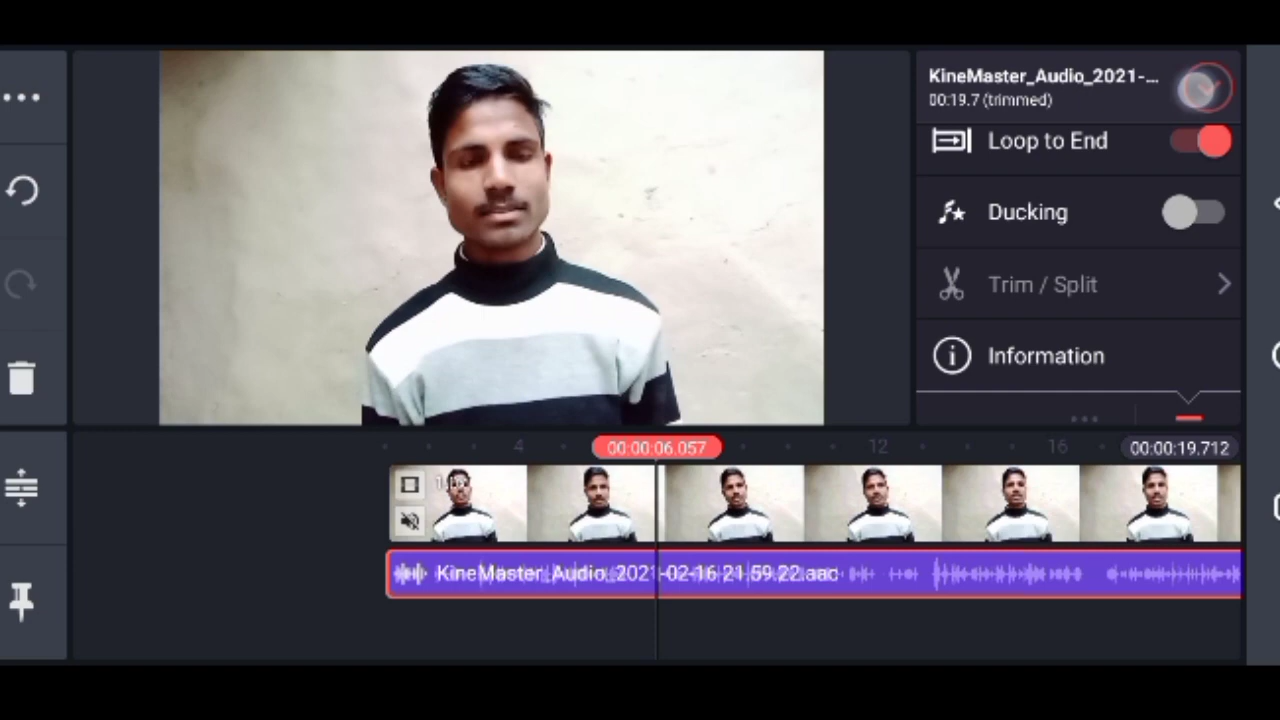 KineMaster_Audio_2021-...
00:19.7 (trimmed)
Loop to End
Ducking
Trim / Split
Information
4
00:00:06.057
12
16
00:00:19.712
KineMaster_Audio_2021-02-16-21.59.22.aac